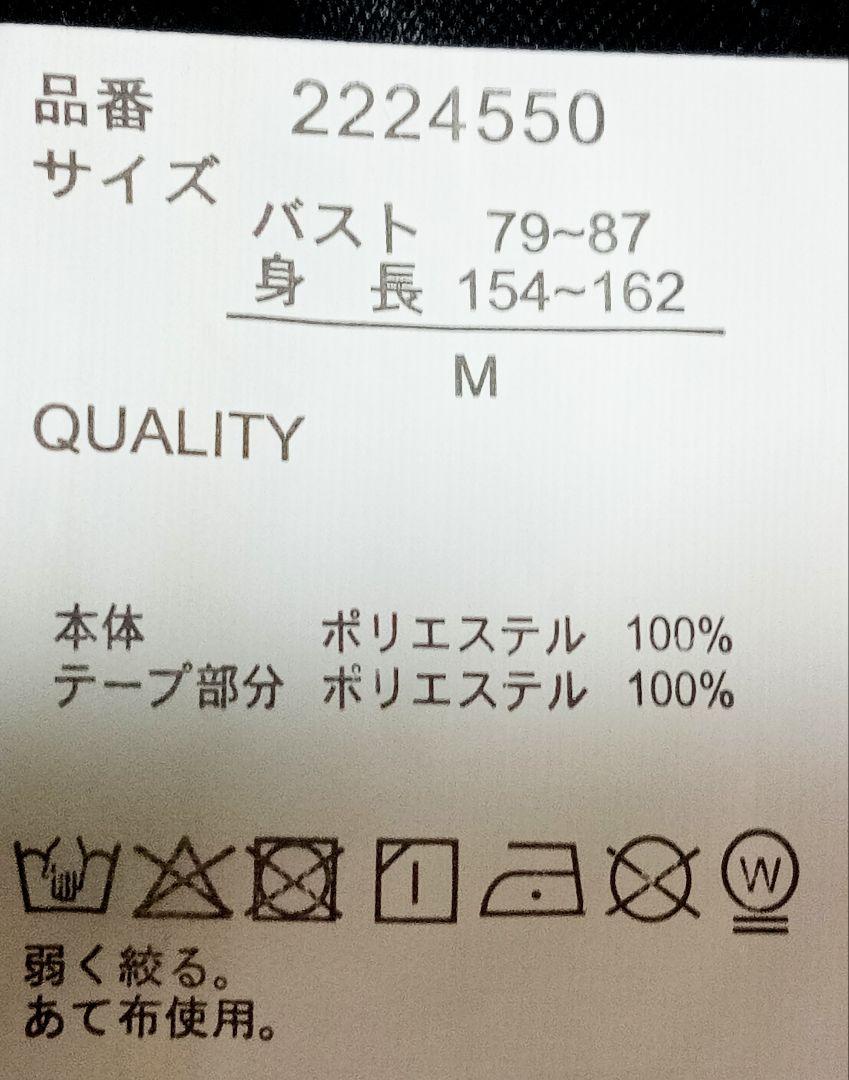 品番 2224550
サイズ
バスト 79~87
身 長 154~162
M
QUALITY
本体 ポリエステル 100%
テープ部分 ポリエステル 100%
W
弱く絞る。
あて布使用。